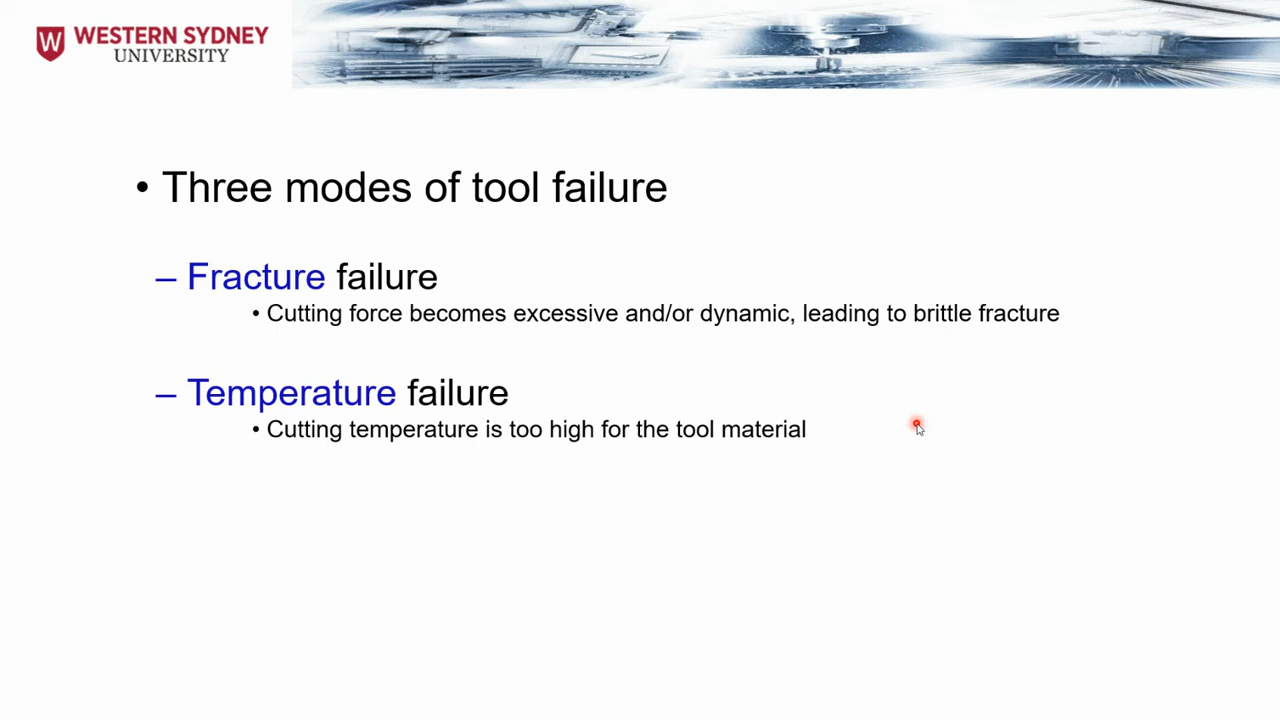 WESTERN SYDNEY
UNIVERSITY
• Three modes of tool failure
– Fracture failure
• Cutting force becomes excessive and/or dynamic, leading to brittle fracture
– Temperature failure
• Cutting temperature is too high for the tool material